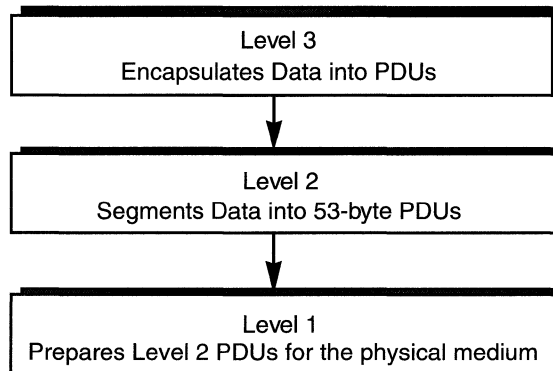 Level 3
Encapsulates Data into PDUs
Level 2
Segments Data into 53-byte PDUs
Level 1
Prepares Level 2 PDUs for the physical medium